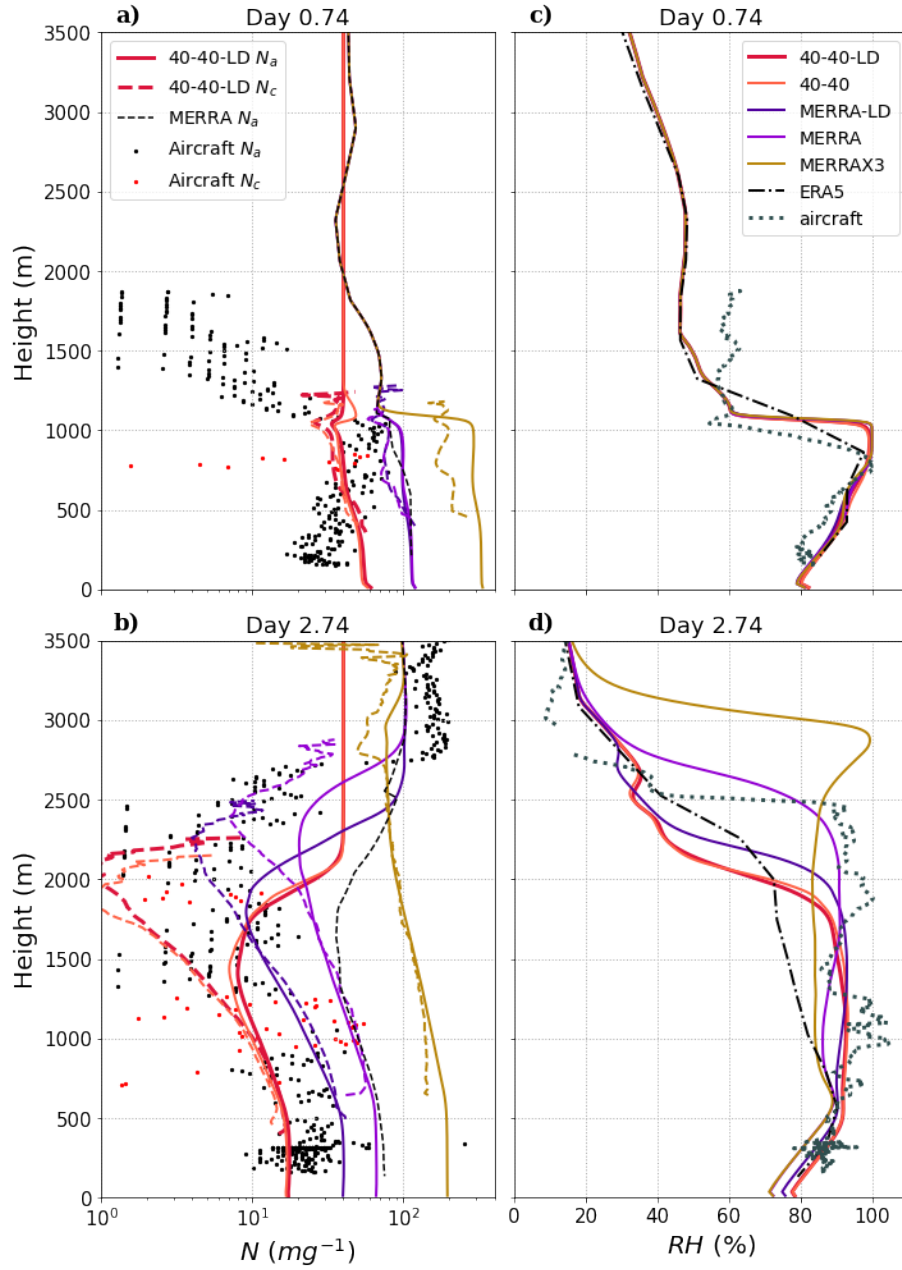 a) Day 0.74
3500
3000
2500
2000
1500
1000
500
0
Height (m)
40-40-LD N_a
40-40-LD N_c
MERRA N_a
Aircraft N_a
Aircraft N_c
c) Day 0.74
40-40-LD
40-40
MERRA-LD
MERRA
MERRAX3
ERA5
aircraft
b) Day 2.74
3500
3000
2500
2000
1500
1000
500
0
Height (m)
10^0 10^1 10^2
N (mg^{-1})
d) Day 2.74
0 20 40 60 80 100
RH (%)